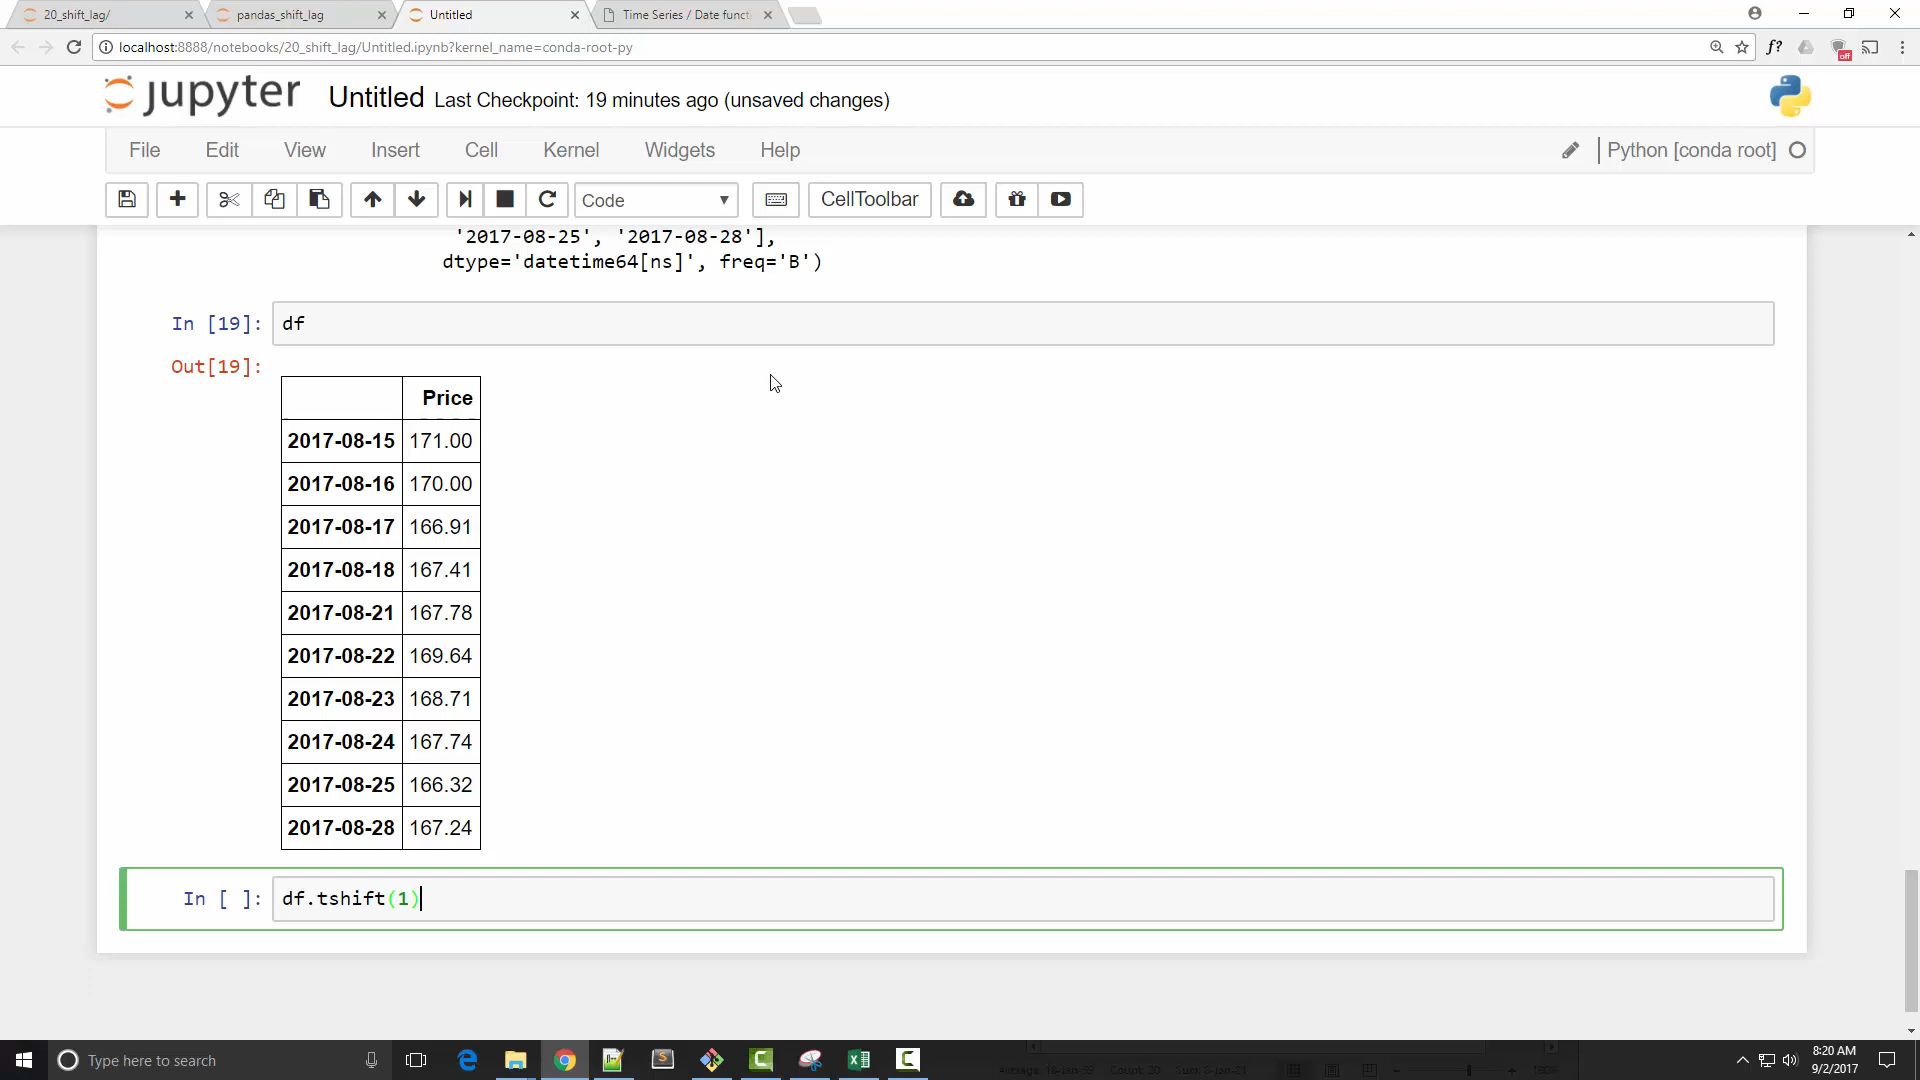 20_shift_lag/
pandas_shift_lag
Untitled
Time Series / Date funct
localhost:8888/notebooks/20_shift_lag/Untitled.ipynb?kernel_name=conda-root-py
f?
off
jupyter Untitled Last Checkpoint: 19 minutes ago (unsaved changes)
File Edit View Insert Cell Kernel Widgets Help
Python [conda root]
Code
CellToolbar
'2017-08-25', '2017-08-28'],
dtype='datetime64[ns]', freq='B')
In [19]: df
Out[19]:
Price
2017-08-15 171.00
2017-08-16 170.00
2017-08-17 166.91
2017-08-18 167.41
2017-08-21 167.78
2017-08-22 169.64
2017-08-23 168.71
2017-08-24 167.74
2017-08-25 166.32
2017-08-28 167.24
In [ ]: df.tshift(1)
Type here to search
8:20 AM
9/2/2017